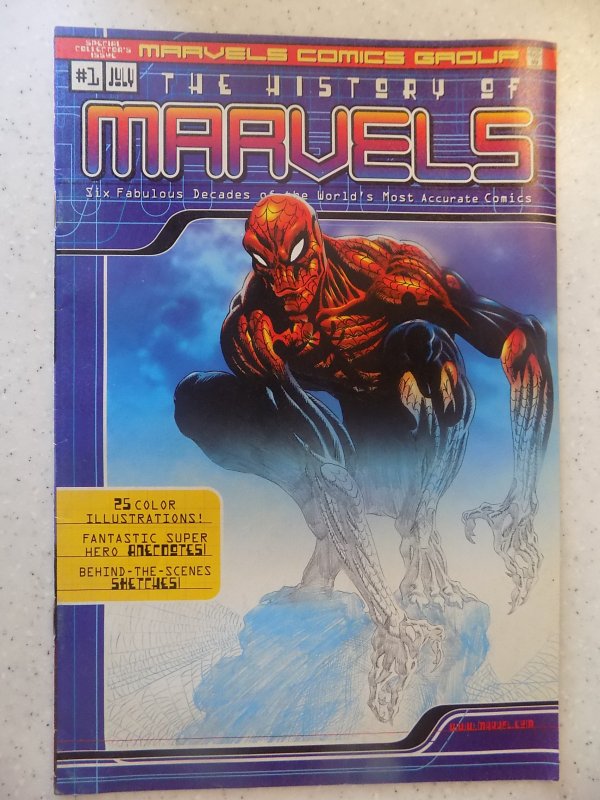 SPECIAL
COLLECTOR'S
ISSUE
MARVELS COMICS GROUP
#1
JULY
THE HISTORY OF
MARVELS
Six Fabulous Decades of the World's Most Accurate Comics
25 COLOR
ILLUSTRATIONS!
FANTASTIC SUPER
HERO ANECDOTES!
BEHIND-THE-SCENES
SKETCHES!
WWW.MARVEL.COM